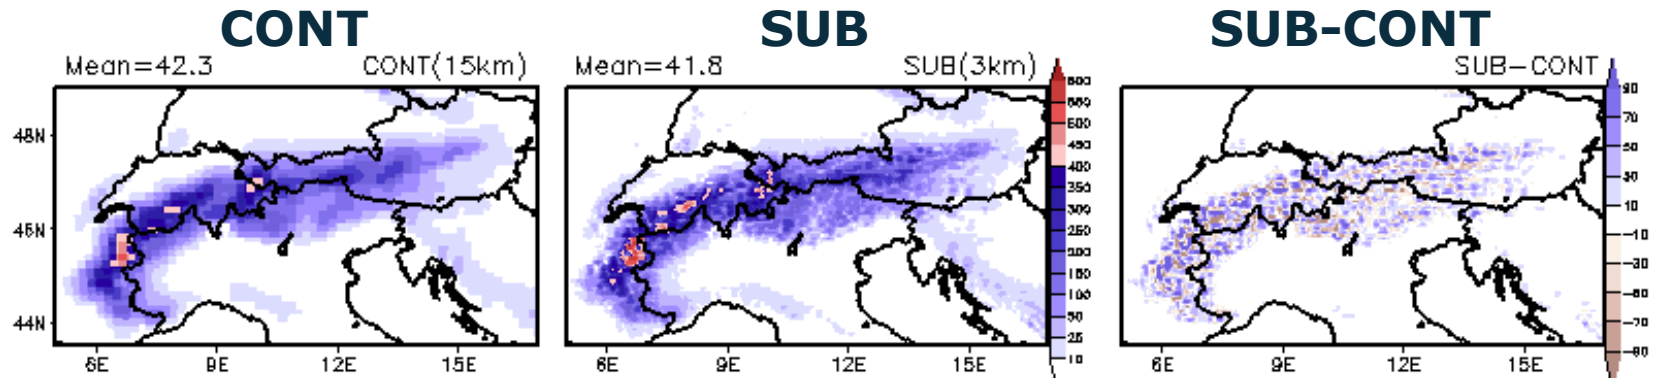 CONT
SUB
SUB-CONT
Mean=42.3
CONT(15km)
Mean=41.8
SUB(3km)
SUB-CONT
48N
46N
44N
6E
9E
12E
15E
6E
9E
12E
15E
600
550
500
450
400
350
300
250
200
150
100
50
25
10
6E
9E
12E
15E
90
70
50
30
10
-10
-30
-50
-70
-90